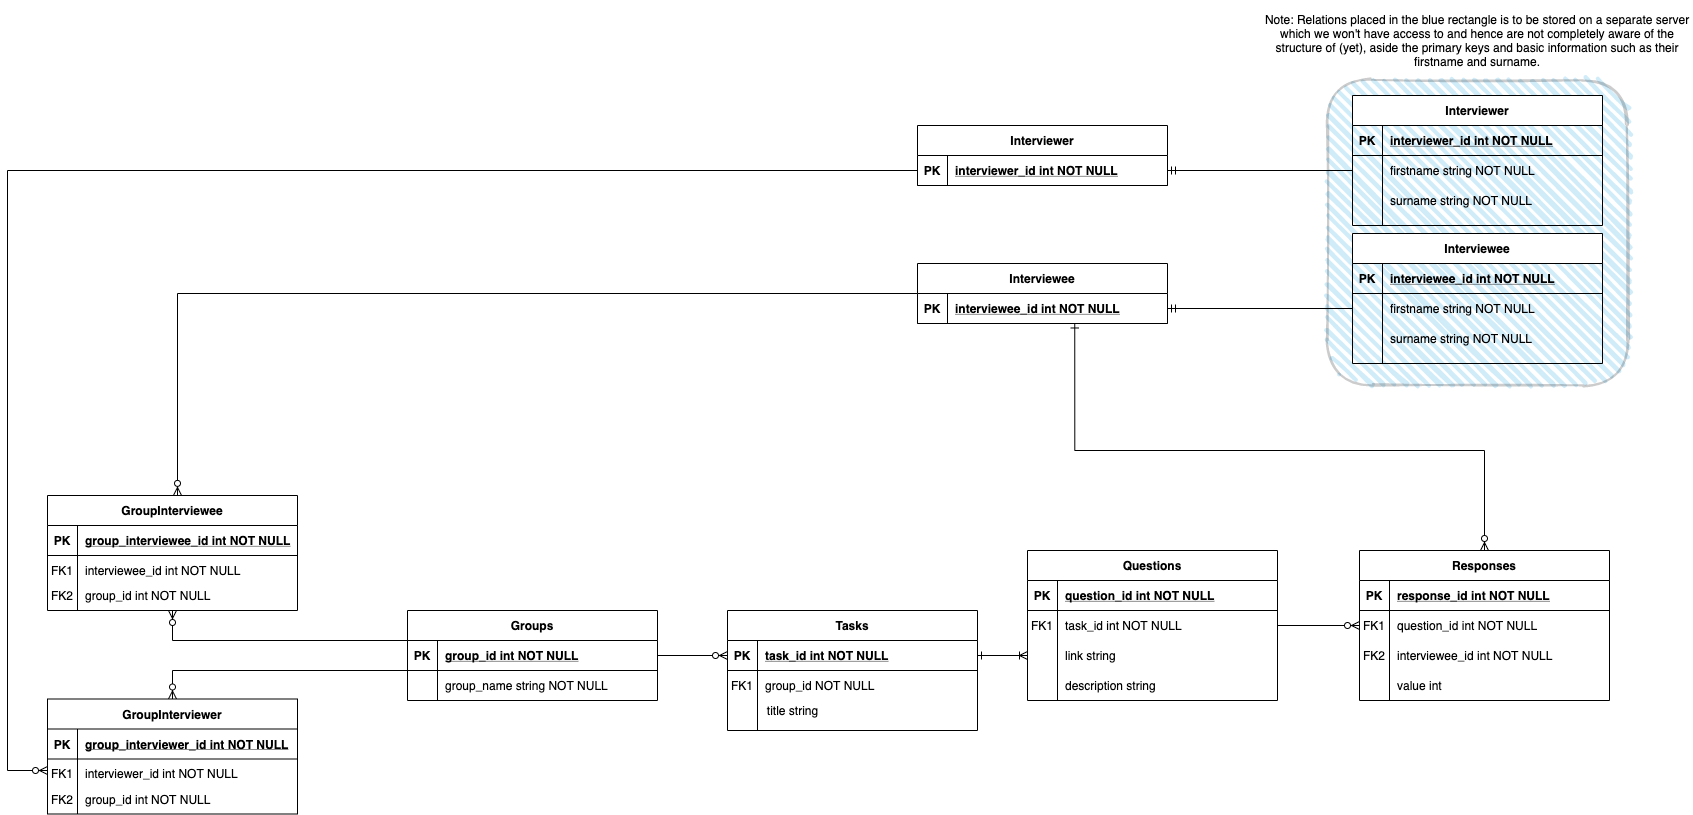 Note: Relations placed in the blue rectangle is to be stored on a separate server
which we won't have access to and hence are not completely aware of the
structure of (yet), aside the primary keys and basic information such as their
firstname and surname.
Interviewer
PK interviewer_id int NOT NULL
firstname string NOT NULL
surname string NOT NULL
Interviewer
PK interviewer_id int NOT NULL
Interviewee
PK interviewee_id int NOT NULL
firstname string NOT NULL
surname string NOT NULL
Interviewee
PK interviewee_id int NOT NULL
GroupInterviewee
PK group_interviewee_id int NOT NULL
FK1 interviewee_id int NOT NULL
FK2 group_id int NOT NULL
Groups
PK group_id int NOT NULL
group_name string NOT NULL
Tasks
PK task_id int NOT NULL
FK1 group_id NOT NULL
title string
Questions
PK question_id int NOT NULL
FK1 task_id int NOT NULL
link string
description string
Responses
PK response_id int NOT NULL
FK1 question_id int NOT NULL
FK2 interviewee_id int NOT NULL
value int
GroupInterviewer
PK group_interviewer_id int NOT NULL
FK1 interviewer_id int NOT NULL
FK2 group_id int NOT NULL